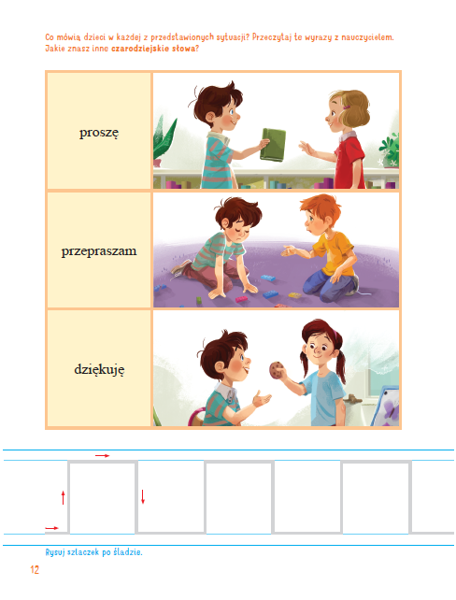 Co mówią dzieci w każdej z przedstawionych sytuacji? Przeczytaj te wyrazy z nauczycielem.
Jakie znasz inne czarodziejskie słowa?
proszę
przepraszam
dziękuję
Rysuj szlaczek po śladzie.
12